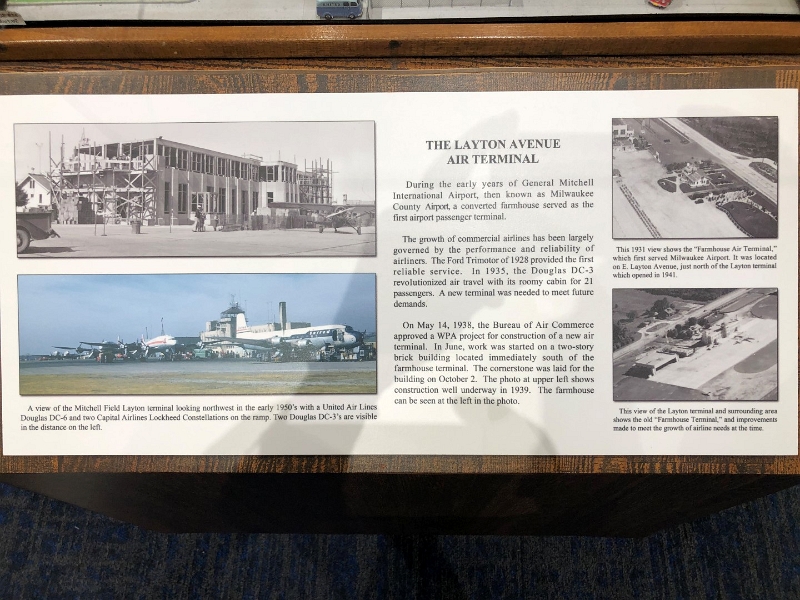 THE LAYTON AVENUE
AIR TERMINAL
During the early years of General Mitchell
International Airport, then known as Milwaukee
County Airport, a converted farmhouse served as the
first airport passenger terminal.
The growth of commercial airlines has been largely
governed by the performance and reliability of
airliners. The Ford Trimotor of 1928 provided the first
reliable service. In 1935, the Douglas DC-3
revolutionized air travel with its roomy cabin for 21
passengers. A new terminal was needed to meet future
demands.
On May 14, 1938, the Bureau of Air Commerce
approved a WPA project for construction of a new air
terminal. In June, work was started on a two-story
brick building located immediately south of the
farmhouse terminal. The cornerstone was laid for the
building on October 2. The photo at upper left shows
construction well underway in 1939. The farmhouse
can be seen at the left in the photo.
A view of the Mitchell Field Layton terminal looking northwest in the early 1950's with a United Air Lines
Douglas DC-6 and two Capital Airlines Lockheed Constellations on the ramp. Two Douglas DC-3's are visible
in the distance on the left.
This 1931 view shows the "Farmhouse Air Terminal,"
which first served Milwaukee Airport. It was located
on E. Layton Avenue, just north of the Layton terminal
which opened in 1941.
This view of the Layton terminal and surrounding area
shows the old "Farmhouse Terminal," and improvements
made to meet the growth of airline needs at the time.